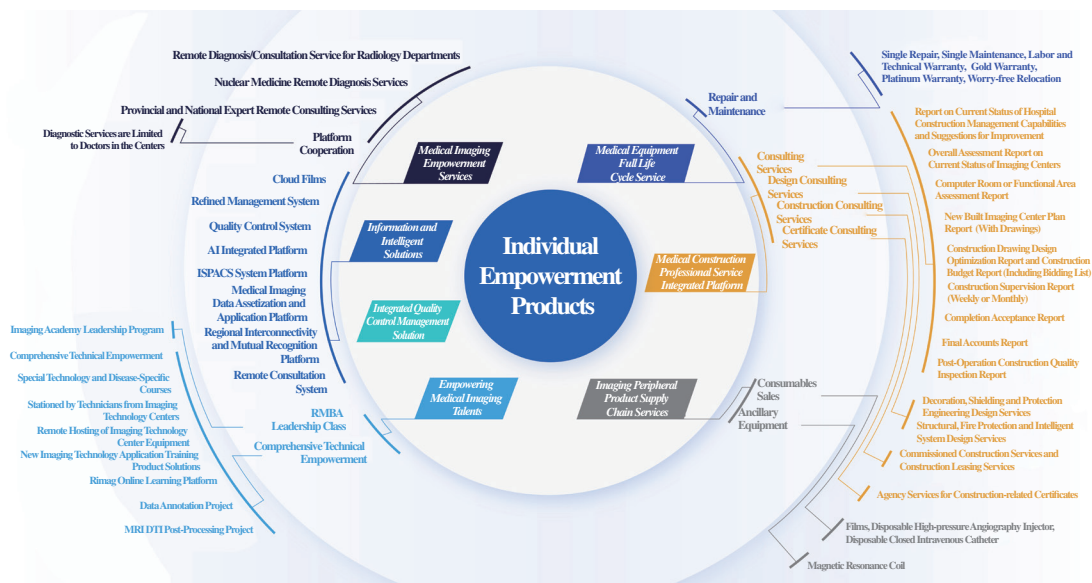 Remote Diagnosis/Consultation Service for Radiology Departments
Nuclear Medicine Remote Diagnosis Services
Provincial and National Expert Remote Consulting Services
Diagnostic Services are Limited
to Doctors in the Centers
Platform
Cooperation
Medical Imaging
Empowerment
Services
Cloud Films
Refined Management System
Quality Control System
AI Integrated Platform
ISPACS System Platform
Medical Imaging
Data Assetization and
Application Platform
Regional Interconnectivity
and Mutual Recognition
Platform
Remote Consultation
System
Information and
Intelligent
Solutions
Integrated Quality
Control Management
Solution
Empowering
Medical Imaging
Talents
RMBA
Leadership Class
Comprehensive Technical
Empowerment
Imaging Academy Leadership Program
Comprehensive Technical Empowerment
Special Technology and Disease-Specific
Courses
Stationed by Technicians from Imaging
Technology Centers
Remote Hosting of Imaging Technology
Center Equipment
New Imaging Technology Application Training
Product Solutions
Rimag Online Learning Platform
Data Annotation Project
MRI DTI Post-Processing Project
Individual
Empowerment
Products
Medical Equipment
Full Life
Cycle Service
Repair and
Maintenance
Single Repair, Single Maintenance, Labor and
Technical Warranty, Gold Warranty,
Platinum Warranty, Worry-free Relocation
Medical Construction
Professional Service
Integrated Platform
Consulting
Services
Design Consulting
Services
Construction Consulting
Services
Certificate Consulting
Services
Report on Current Status of Hospital
Construction Management Capabilities
and Suggestions for Improvement
Overall Assessment Report on
Current Status of Imaging Centers
Computer Room or Functional Area
Assessment Report
New Built Imaging Center Plan
Report (With Drawings)
Construction Drawing Design
Optimization Report and Construction
Budget Report (Including Bidding List)
Construction Supervision Report
(Weekly or Monthly)
Completion Acceptance Report
Final Accounts Report
Post-Operation Construction Quality
Inspection Report
Decoration, Shielding and Protection
Engineering Design Services
Structural, Fire Protection and Intelligent
System Design Services
Commissioned Construction Services and
Construction Leasing Services
Agency Services for Construction-related Certificates
Imaging Peripheral
Product Supply
Chain Services
Consumables
Sales
Ancillary
Equipment
Films, Disposable High-pressure Angiography Injector,
Disposable Closed Intravenous Catheter
Magnetic Resonance Coil